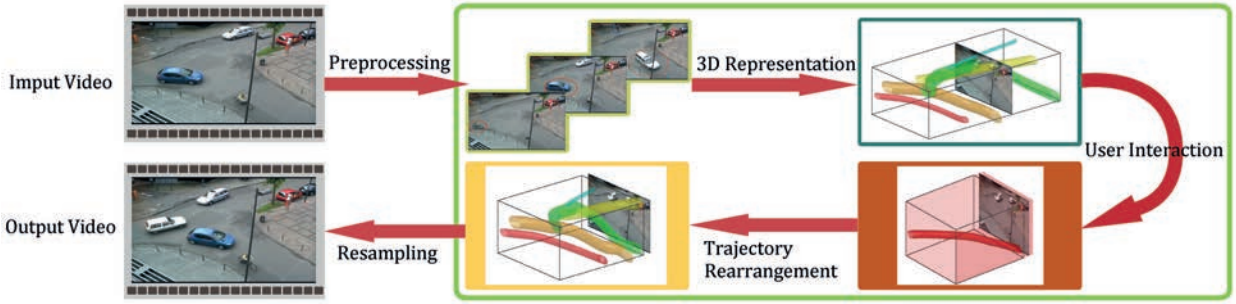 Imput Video
Preprocessing
3D Representation
User Interaction
Output Video
Resampling
Trajectory
Rearrangement